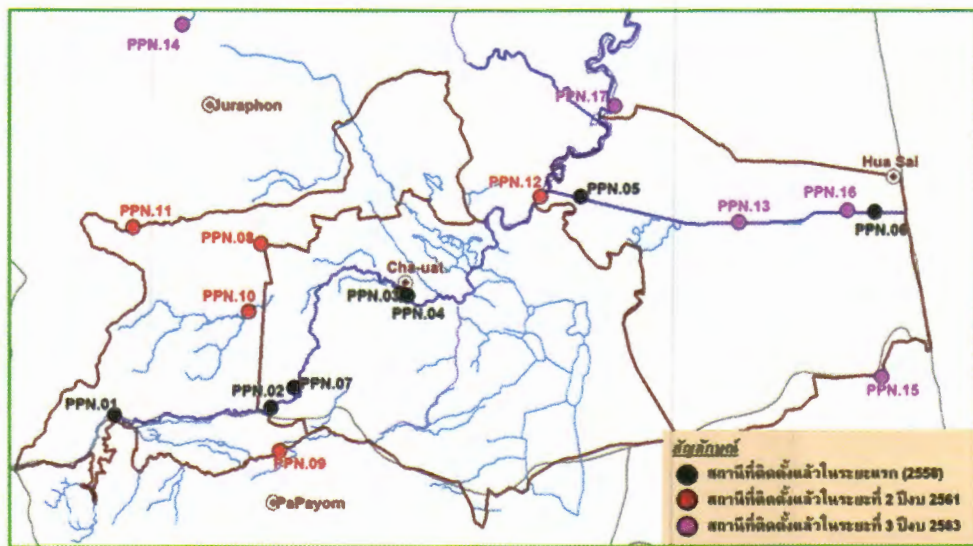 PPN.14
Juraphon
PPN.17
Hua Sai
PPN.12
PPN.05
PPN.16
PPN.13
PPN.06
PPN.11
PPN.08
Cha-uat
PPN.03
PPN.04
PPN.10
PPN.07
PPN.02
PPN.01
PPN.15
PPN.09
PaPayom
สัญลักษณ์
สถานีที่ติดตั้งแล้วในระยะแรก (2558)
สถานีที่ติดตั้งแล้วในระยะที่ 2 ปีงบ 2561
สถานีที่ติดตั้งแล้วในระยะที่ 3 ปีงบ 2563